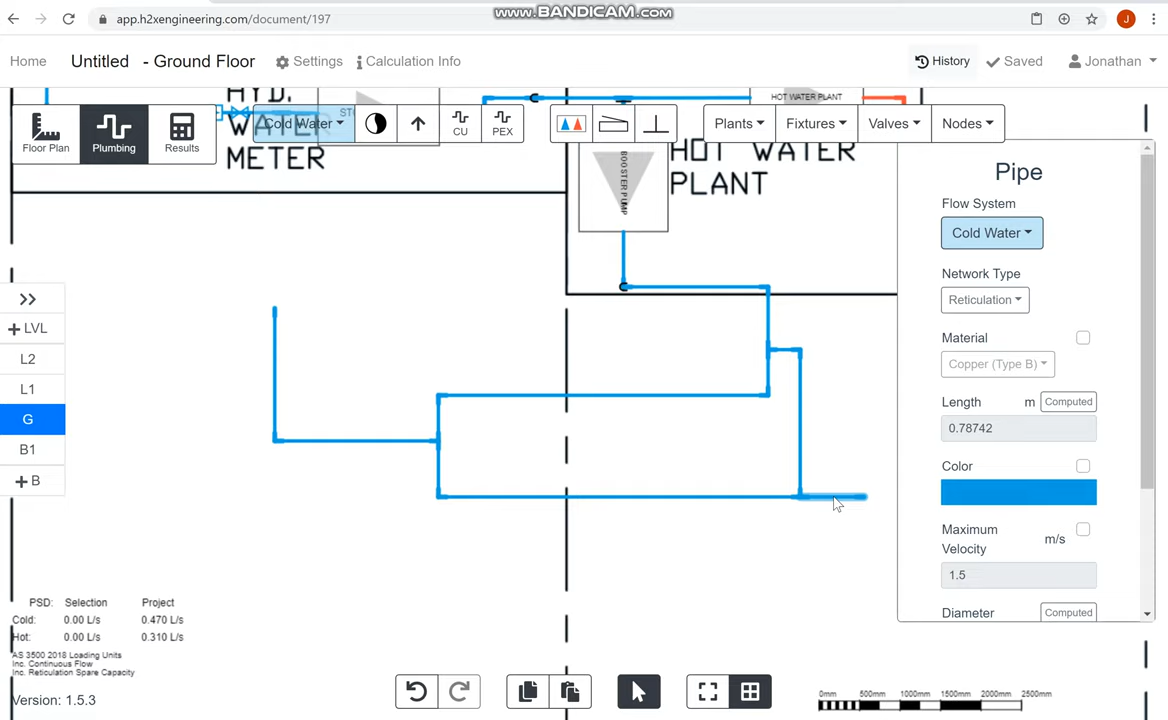 www.BANDICAM.com
app.h2xengineering.com/document/197
J
Home
Untitled - Ground Floor
Settings
Calculation Info
History
Saved
Jonathan
HYD.
WATER
METER
HOT WATER PLANT
HOT WATER
PLANT
BOOSTER PUMP
Floor Plan
Plumbing
Results
Cold Water
CU
PEX
Plants
Fixtures
Valves
Nodes
Pipe
Flow System
Cold Water
Network Type
Reticulation
Material
Copper (Type B)
Length m Computed
0.78742
Color
Maximum
Velocity m/s
1.5
Diameter Computed
>>
+ LVL
L2
L1
G
B1
+ B
PSD: Selection Project
Cold: 0.00 L/s 0.470 L/s
Hot: 0.00 L/s 0.310 L/s
AS 3500 2018 Loading Units
Inc. Continuous Flow
Inc. Reticulation Spare Capacity
Version: 1.5.3
0mm 500mm 1000mm 1500mm 2000mm 2500mm